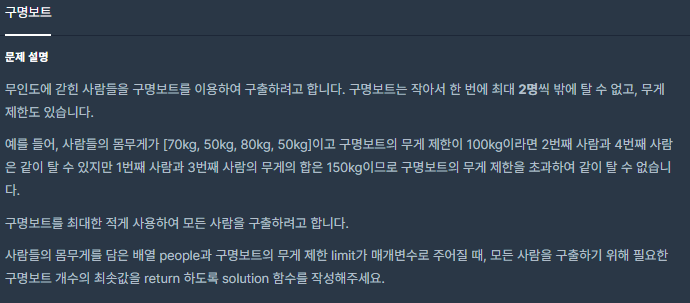 구명보트
문제 설명
무인도에 갇힌 사람들을 구명보트를 이용하여 구출하려고 합니다. 구명보트는 작아서 한 번에 최대 2명씩 밖에 탈 수 없고, 무게
제한도 있습니다.
예를 들어, 사람들의 몸무게가 [70kg, 50kg, 80kg, 50kg]이고 구명보트의 무게 제한이 100kg이라면 2번째 사람과 4번째 사람
은 같이 탈 수 있지만 1번째 사람과 3번째 사람의 무게의 합은 150kg이므로 구명보트의 무게 제한을 초과하여 같이 탈 수 없습니
다.
구명보트를 최대한 적게 사용하여 모든 사람을 구출하려고 합니다.
사람들의 몸무게를 담은 배열 people과 구명보트의 무게 제한 limit가 매개변수로 주어질 때, 모든 사람을 구출하기 위해 필요한
구명보트 개수의 최솟값을 return 하도록 solution 함수를 작성해주세요.